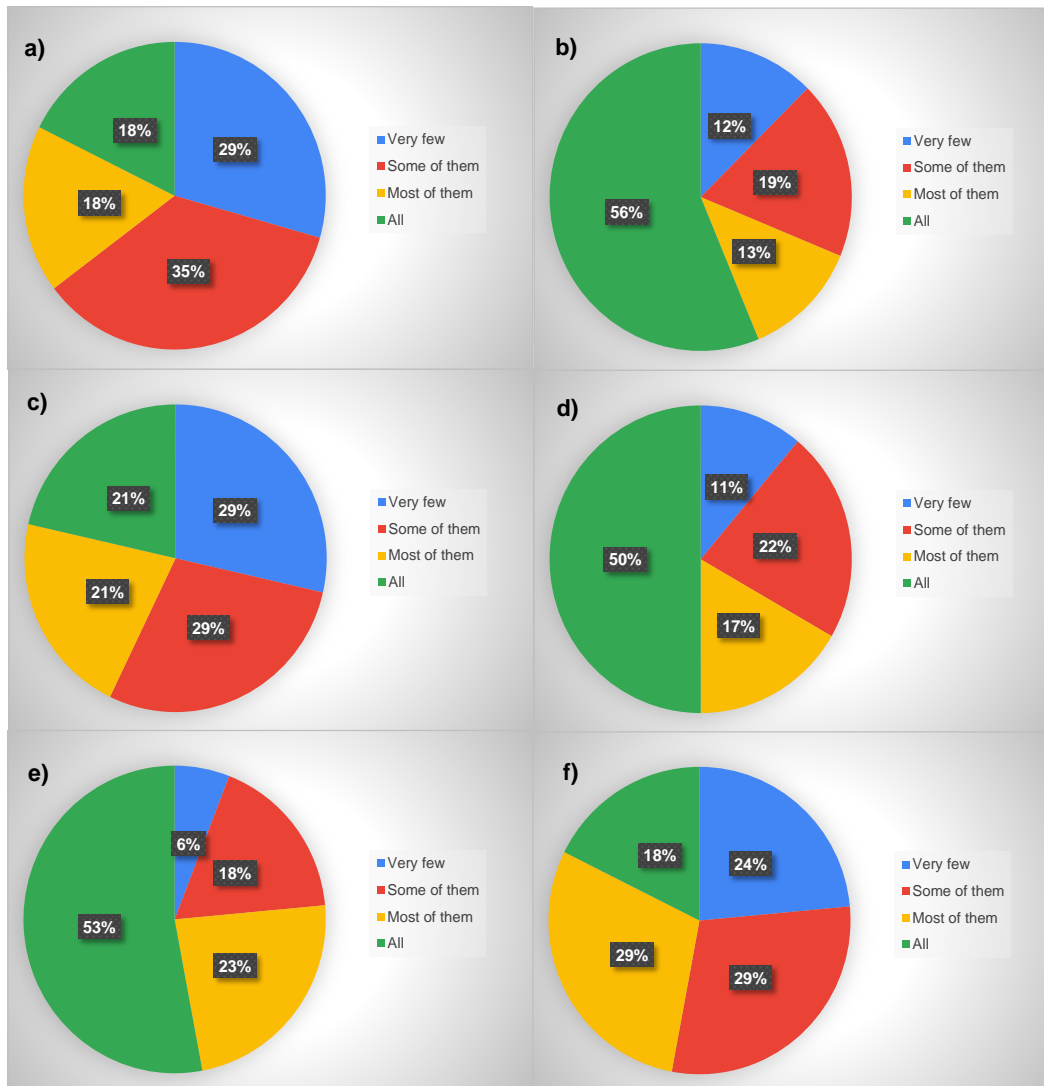 a)
18%
29%
18%
35%
Very few
Some of them
Most of them
All
b)
12%
19%
56%
13%
Very few
Some of them
Most of them
All
c)
21%
29%
21%
29%
Very few
Some of them
Most of them
All
d)
11%
22%
50%
17%
Very few
Some of them
Most of them
All
e)
6%
18%
53%
23%
Very few
Some of them
Most of them
All
f)
18%
24%
29%
29%
Very few
Some of them
Most of them
All